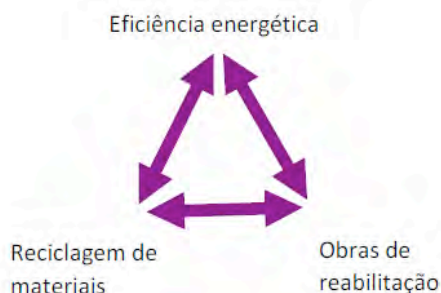 Eficiência energética
Reciclagem de
materiais
Obras de
reabilitação